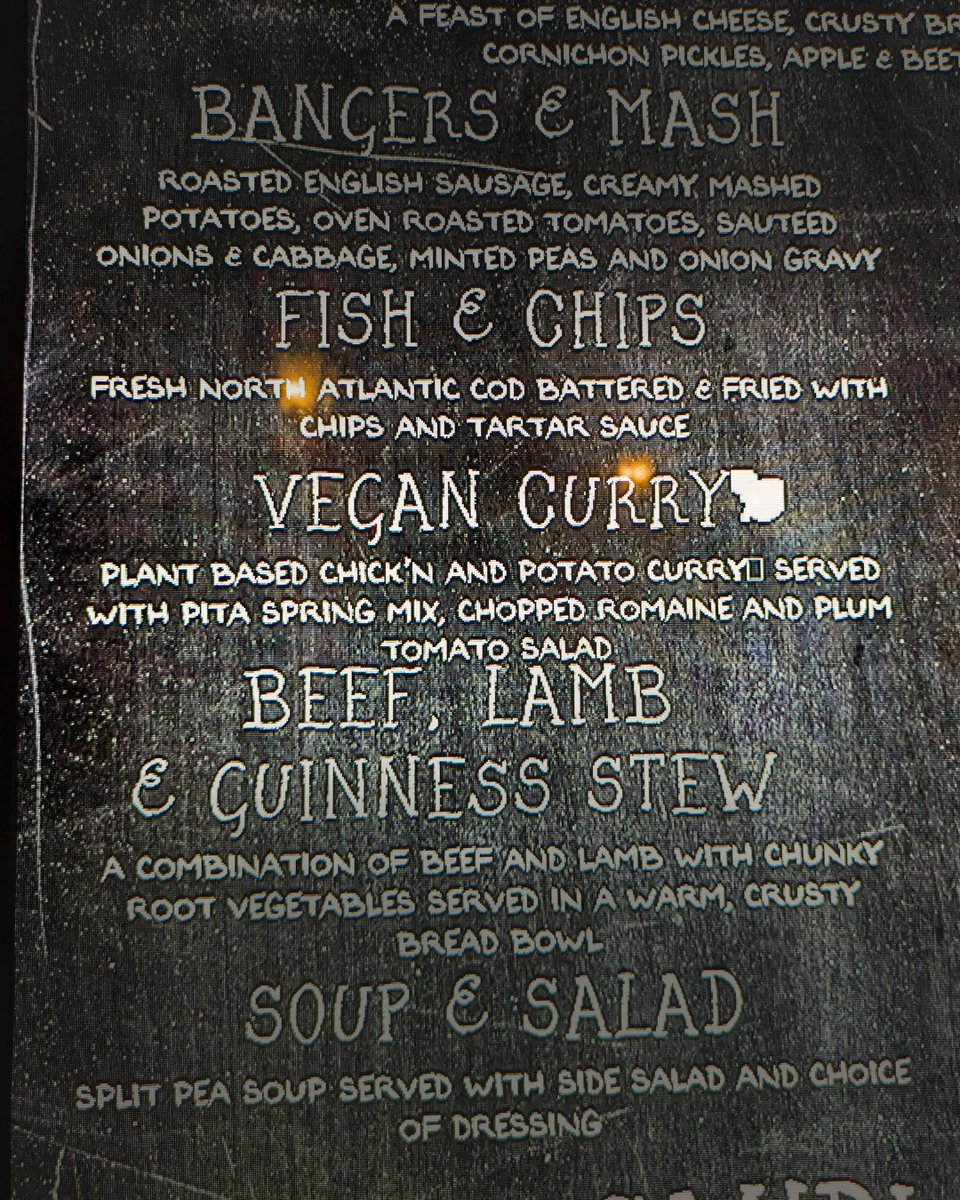 A FEAST OF ENGLISH CHEESE, CRUSTY
CORNICHON PICKLES, APPLE &
BANGERS & MASH
ROASTED ENGLISH SAUSAGE, CREAMY MASHED
POTATOES, OVEN ROASTED TOMATOES, SAUTEED
ONIONS & CABBAGE, MINTED PEAS AND ONION GRAVY
FISH & CHIPS
FRESH NORTH ATLANTIC COD BATTERED & FRIED WITH
CHIPS AND TARTAR SAUCE
VEGAN CURRY
PLANT BASED CHICK'N AND POTATO CURRY□ SERVED
WITH PITA SPRING MIX, CHOPPED ROMAINE AND PLUM
TOMATO SALAD
BEEF, LAMB
& GUINNESS STEW
A COMBINATION OF BEEF AND LAMB WITH CHUNKY
ROOT VEGETABLES SERVED IN A WARM, CRUSTY
BREAD BOWL
SOUP & SALAD
SPLIT PEA SOUP SERVED WITH SIDE SALAD AND CHOICE
OF DRESSING